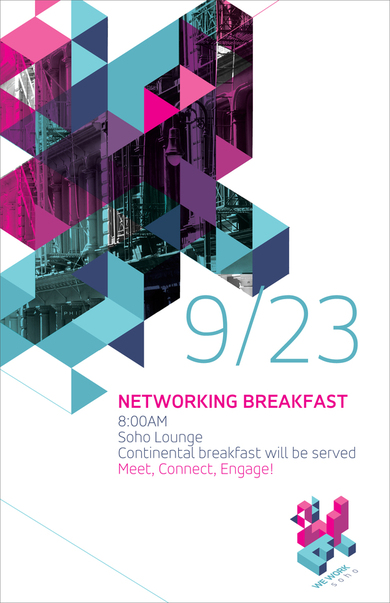 9/23
NETWORKING BREAKFAST
8:00AM
Soho Lounge
Continental breakfast will be served
Meet, Connect, Engage!
WE WORK
soho